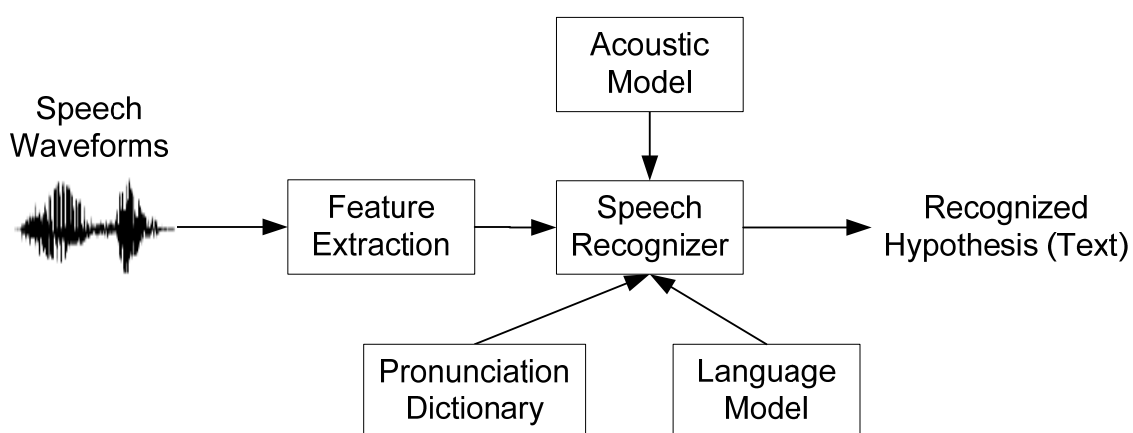 Acoustic
Model
Speech
Waveforms
Feature
Extraction
Speech
Recognizer
Recognized
Hypothesis (Text)
Pronunciation
Dictionary
Language
Model